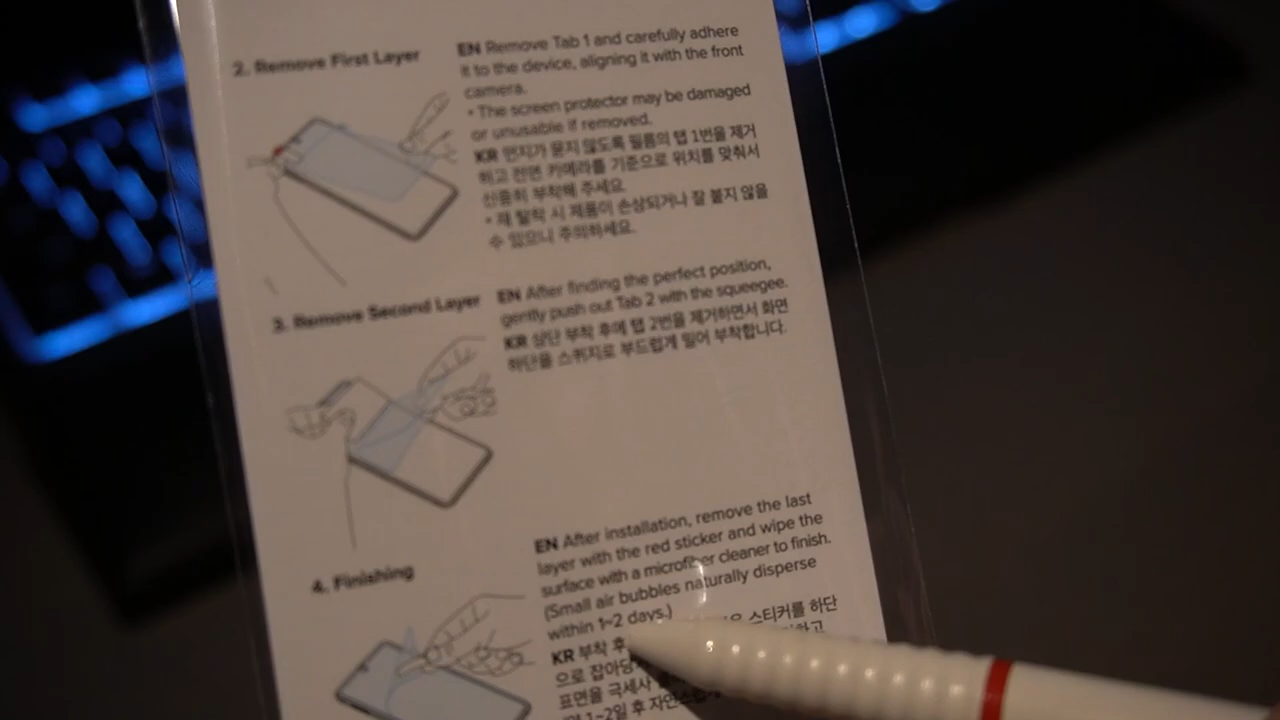 2. Remove First Layer
EN Remove Tab 1 and carefully adhere
it to the device, aligning it with the front
camera.
• The screen protector may be damaged
or unusable if removed.
KR 먼지가 묻지 않도록 필름의 탭 1번을 제거
하고 전면 카메라를 기준으로 위치를 맞춰서
신중히 부착해 주세요.
• 재 탈착 시 제품이 손상되거나 잘 붙지 않을
수 있으니 주의하세요.
3. Remove Second Layer
EN After finding the perfect position,
gently push out Tab 2 with the squeegee.
KR 상단 부착 후에 탭 2번을 제거하면서 화면
하단을 스퀴지로 부드럽게 밀어 부착합니다.
4. Finishing
EN After installation, remove the last
layer with the red sticker and wipe the
surface with a microfiber cleaner to finish.
(Small air bubbles naturally disperse
within 1~2 days.)
KR 부착 후 스티커를 하단
으로 잡아당
표면을 극세사
1~2일 후 자연스럽게